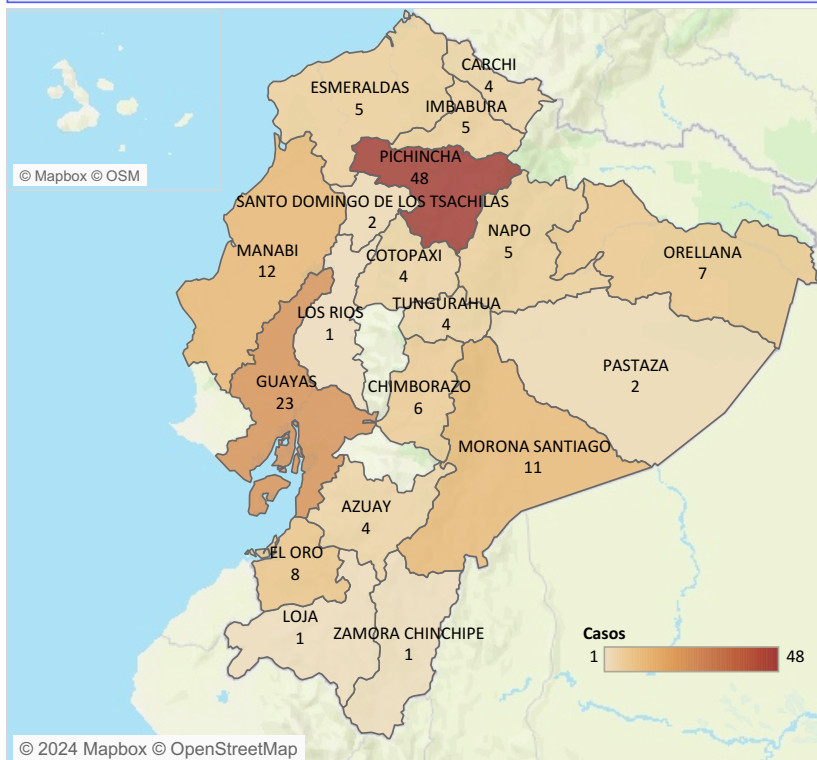 CARCHI
4
ESMERALDAS
5
IMBABURA
5
PICHINCHA
48
© Mapbox © OSM
SANTO DOMINGO DE LOS TSACHILAS
2
NAPO
5
MANABI
12
COTOPAXI
4
ORELLANA
7
TUNGURAHUA
4
LOS RIOS
1
PASTAZA
2
GUAYAS
23
CHIMBORAZO
6
MORONA SANTIAGO
11
AZUAY
4
EL ORO
8
LOJA
1
ZAMORA CHINCHIPE
1
Casos
1 48
© 2024 Mapbox © OpenStreetMap